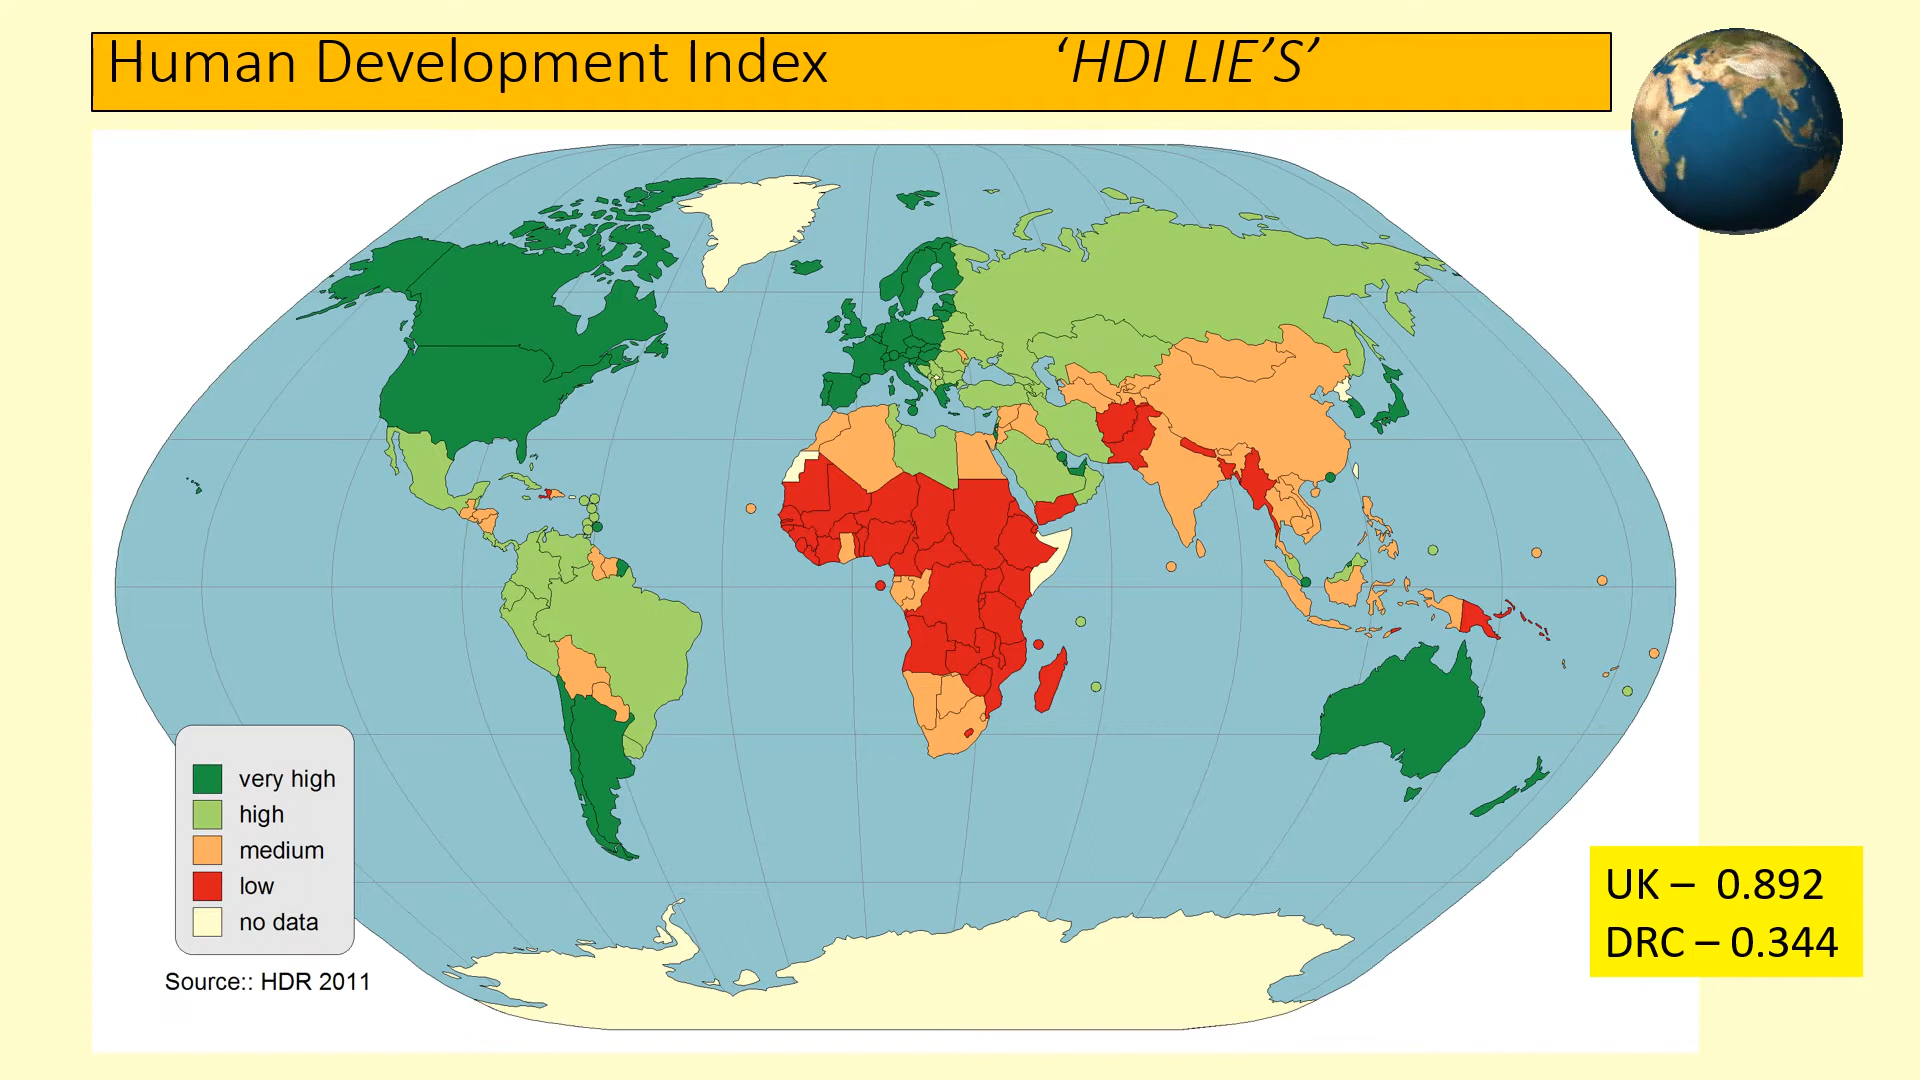 Human Development Index ‘HDI LIE’S’
very high
high
medium
low
no data
Source:: HDR 2011
UK – 0.892
DRC – 0.344